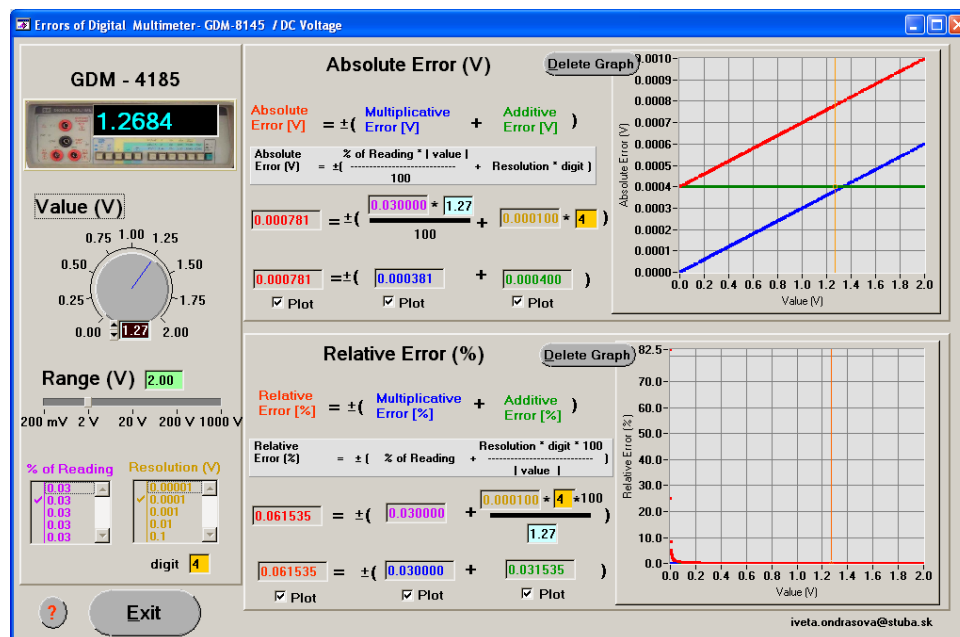 Errors of Digital Multimeter- GDM-8145 / DC Voltage
GDM - 4185
1.2684
Value (V)
0.75 1.00 1.25
0.50 1.50
0.25 1.75
0.00 1.27 2.00
Range (V) 2.00
200 mV 2 V 20 V 200 V 1000 V
% of Reading Resolution (V)
0.03 0.00001
0.03 0.0001
0.03 0.001
0.03 0.01
0.03 0.1
digit 4
? Exit
Absolute Error (V) Delete Graph
Absolute Error [V] = ±( Multiplicative Error [V] + Additive Error [V] )
Absolute Error (V) = ±( % of Reading * | value | / 100 + Resolution * digit )
0.000781 = ±( 0.030000 * 1.27 + 0.000100 * 4 )
100
0.000781 =±( 0.000381 + 0.000400 )
Plot Plot Plot
Absolute Error (V)
0.0010
0.0009
0.0008
0.0007
0.0006
0.0005
0.0004
0.0003
0.0002
0.0001
0.0000
0.0 0.2 0.4 0.6 0.8 1.0 1.2 1.4 1.6 1.8 2.0
Value (V)
Relative Error (%) Delete Graph
Relative Error [%] = ±( Multiplicative Error [%] + Additive Error [%] )
Relative Error (%) = ± ( % of Reading + Resolution * digit * 100 / | value | )
0.061535 = ±( 0.030000 + 0.000100 * 4 *100 )
1.27
0.061535 = ±( 0.030000 + 0.031535 )
Plot Plot Plot
Relative Error (%)
82.5
70.0
60.0
50.0
40.0
30.0
20.0
10.0
0.0
0.0 0.2 0.4 0.6 0.8 1.0 1.2 1.4 1.6 1.8 2.0
Value (V)
iveta.ondrasova@stuba.sk